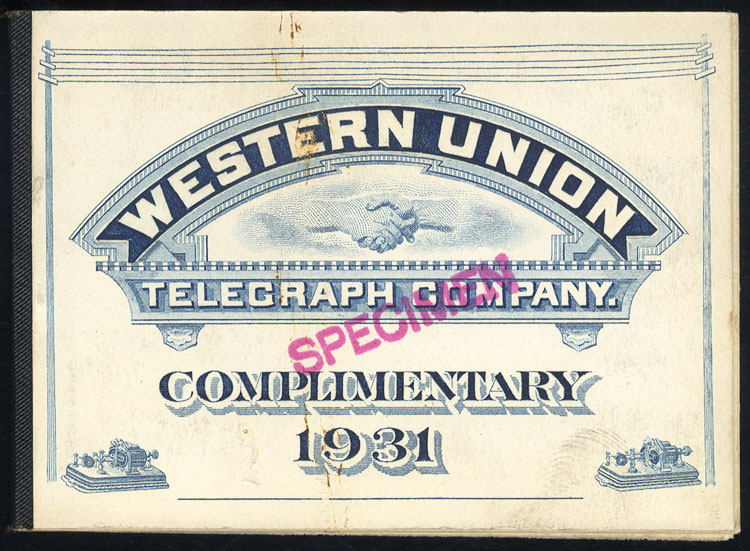 WESTERN UNION
TELEGRAPH COMPANY.
SPECIMEN
COMPLIMENTARY
1931